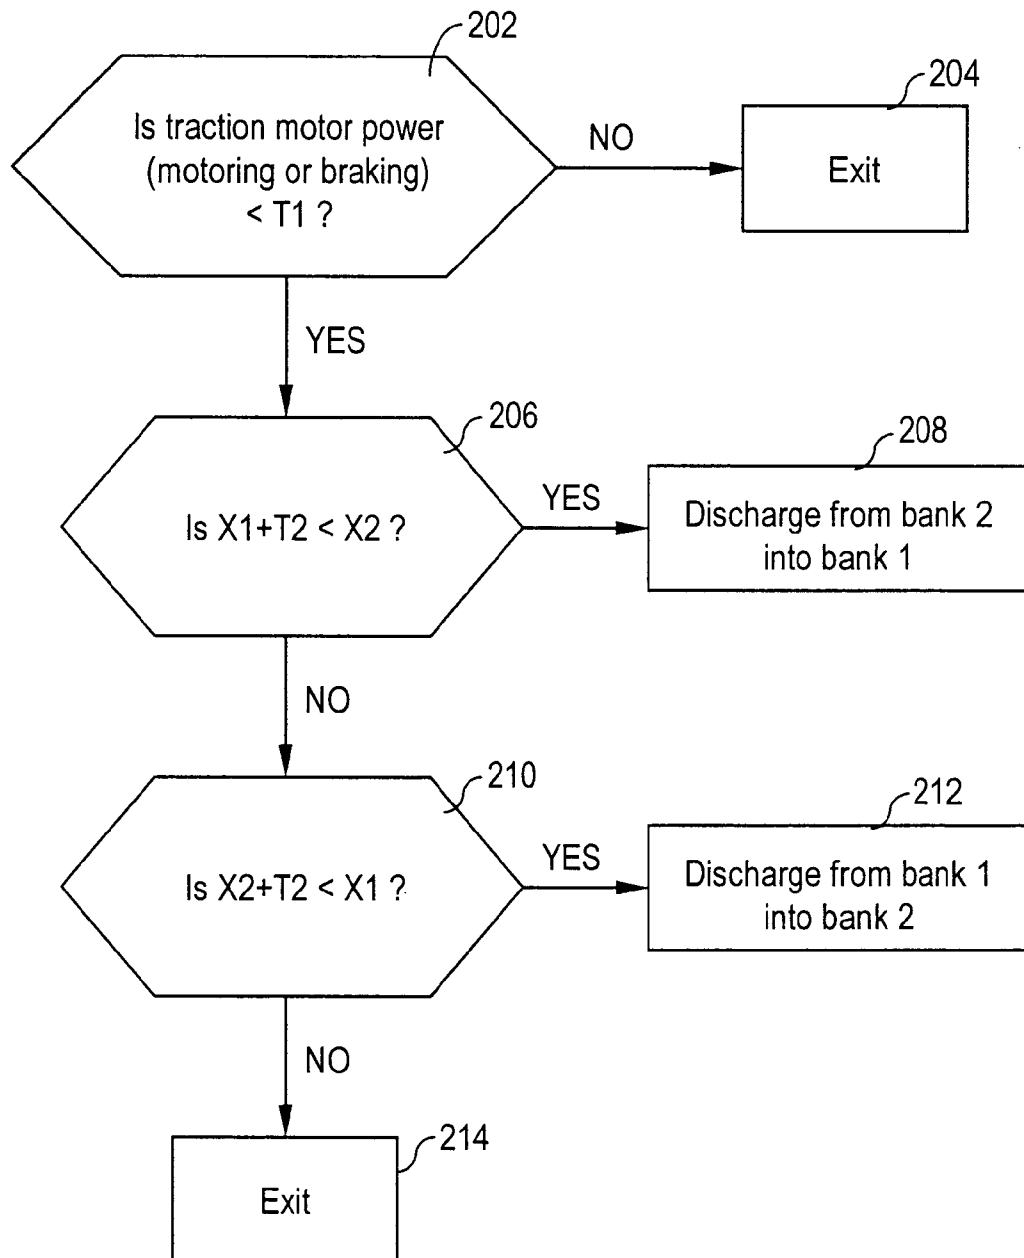 202
Is traction motor power
(motoring or braking)
< T1 ?
NO
204
Exit
YES
206
Is X1+T2 < X2 ?
YES
208
Discharge from bank 2
into bank 1
NO
210
Is X2+T2 < X1 ?
YES
212
Discharge from bank 1
into bank 2
NO
214
Exit